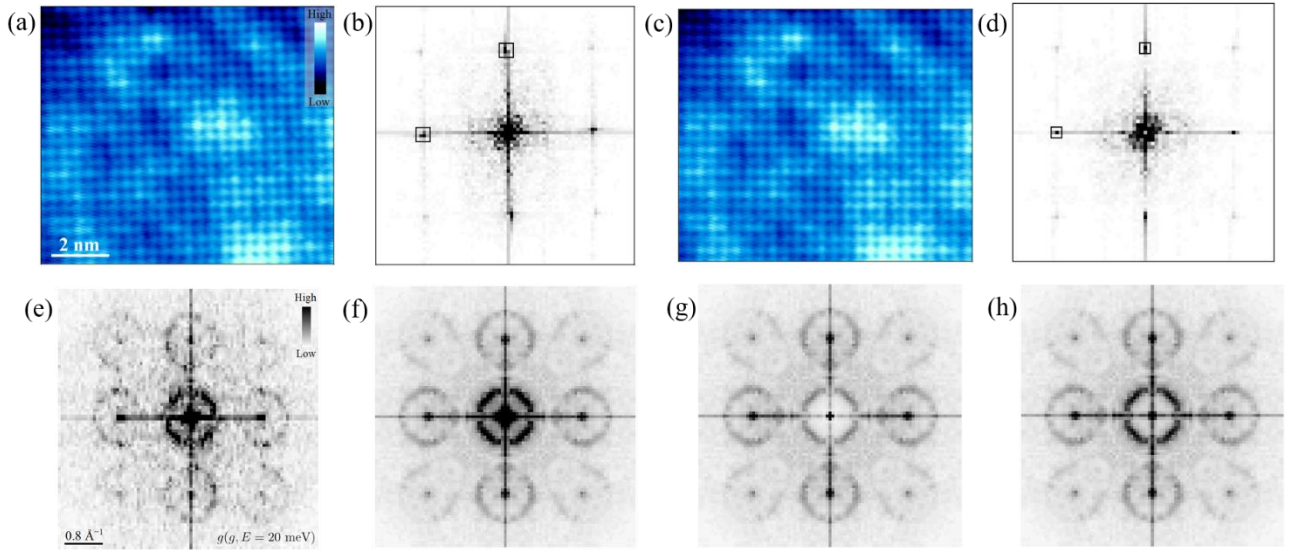 (a)
High
Low
2 nm
(b)
(c)
(d)
(e)
High
Low
0.8 Å⁻¹
g(g, E = 20 meV)
(f)
(g)
(h)